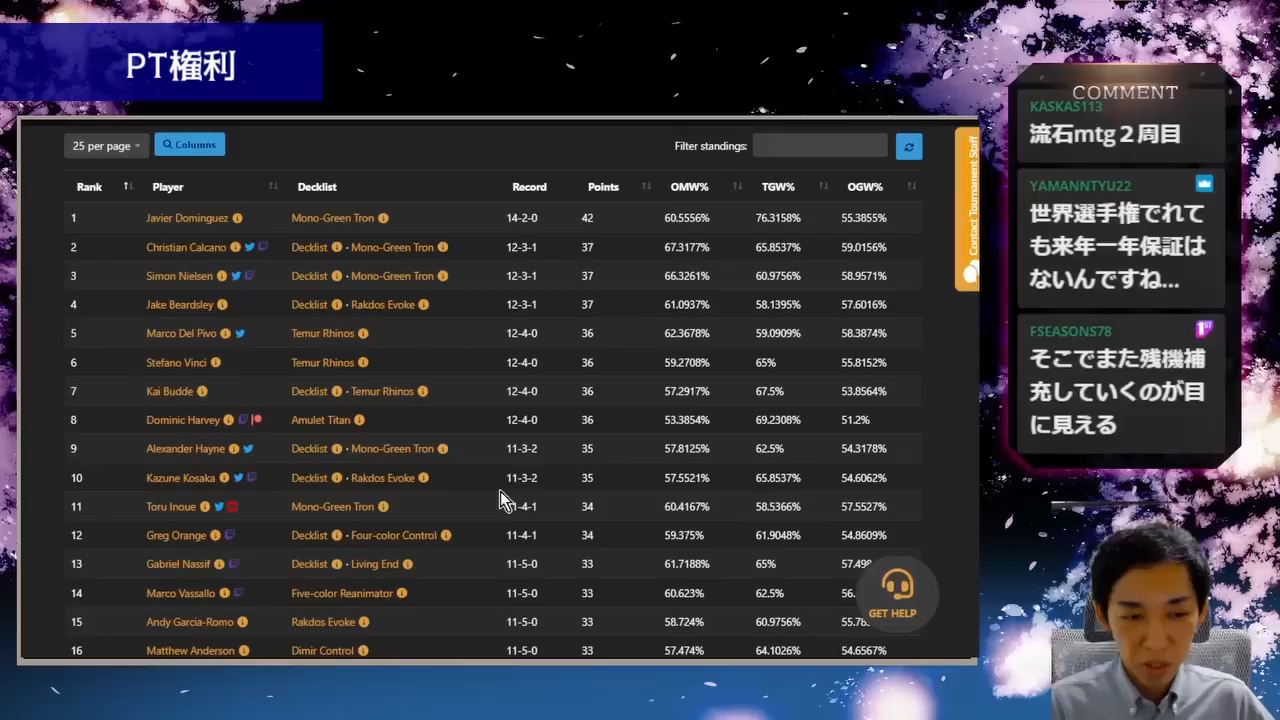 PT権利
25 per page
Columns
Filter standings:
Contact Tournament Staff
Rank Player Decklist Record Points OMW% TGW% OGW%
1 Javier Dominguez Mono-Green Tron 14-2-0 42 60.5556% 76.3158% 55.3855%
2 Christian Calcano Decklist • Mono-Green Tron 12-3-1 37 67.3177% 65.8537% 59.0156%
3 Simon Nielsen Decklist • Mono-Green Tron 12-3-1 37 66.3261% 60.9756% 58.9571%
4 Jake Beardsley Decklist • Rakdos Evoke 12-3-1 37 61.0937% 58.1395% 57.6016%
5 Marco Del Pivo Temur Rhinos 12-4-0 36 62.3678% 59.0909% 58.3874%
6 Stefano Vinci Temur Rhinos 12-4-0 36 59.2708% 65% 55.8152%
7 Kai Budde Decklist • Temur Rhinos 12-4-0 36 57.2917% 67.5% 53.8564%
8 Dominic Harvey Amulet Titan 12-4-0 36 53.3854% 69.2308% 51.2%
9 Alexander Hayne Decklist • Mono-Green Tron 11-3-2 35 57.8125% 62.5% 54.3178%
10 Kazune Kosaka Decklist • Rakdos Evoke 11-3-2 35 57.5521% 65.8537% 54.6062%
11 Toru Inoue Mono-Green Tron -4-1 34 60.4167% 58.5366% 57.5527%
12 Greg Orange Decklist • Four-color Control 11-4-1 34 59.375% 61.9048% 54.8609%
13 Gabriel Nassif Decklist • Living End 11-5-0 33 61.7188% 65% 57.49
14 Marco Vassallo Five-color Reanimator 11-5-0 33 60.623% 62.5% 56.
15 Andy Garcia-Romo Rakdos Evoke 11-5-0 33 58.724% 60.9756% 55.78
16 Matthew Anderson Dimir Control 11-5-0 33 57.474% 64.1026% 54.6567%
GET HELP
COMMENT
KASKAS113
流石mtg２周目
YAMANNTYU22
世界選手権でれて
も来年一年保証は
ないんですね...
FSEASONS78
1ST
そこでまた残機補
充していくのが目
に見える